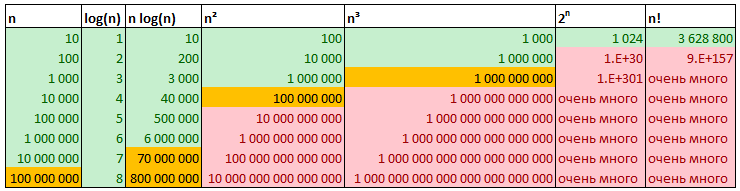 n log(n) n log(n) n² n³ 2ⁿ n!
10 1 10 100 1 000 1 024 3 628 800
100 2 200 10 000 1 000 000 1.E+30 9.E+157
1 000 3 3 000 1 000 000 1 000 000 000 1.E+301 очень много
10 000 4 40 000 100 000 000 1 000 000 000 000 очень много очень много
100 000 5 500 000 10 000 000 000 1 000 000 000 000 000 очень много очень много
1 000 000 6 6 000 000 1 000 000 000 000 1 000 000 000 000 000 000 очень много очень много
10 000 000 7 70 000 000 100 000 000 000 000 1 000 000 000 000 000 000 000 очень много очень много
100 000 000 8 800 000 000 10 000 000 000 000 000 1 000 000 000 000 000 000 000 000 очень много очень много